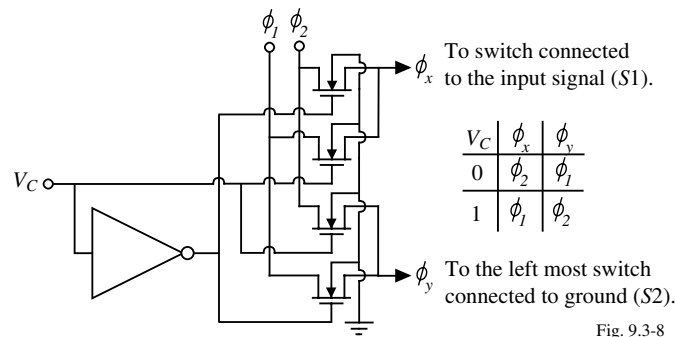 ϕ1 ϕ2
ϕx To switch connected
to the input signal (S1).
VC ϕx ϕy
0 ϕ2 ϕ1
1 ϕ1 ϕ2
VC
ϕy To the left most switch
connected to ground (S2).
Fig. 9.3-8